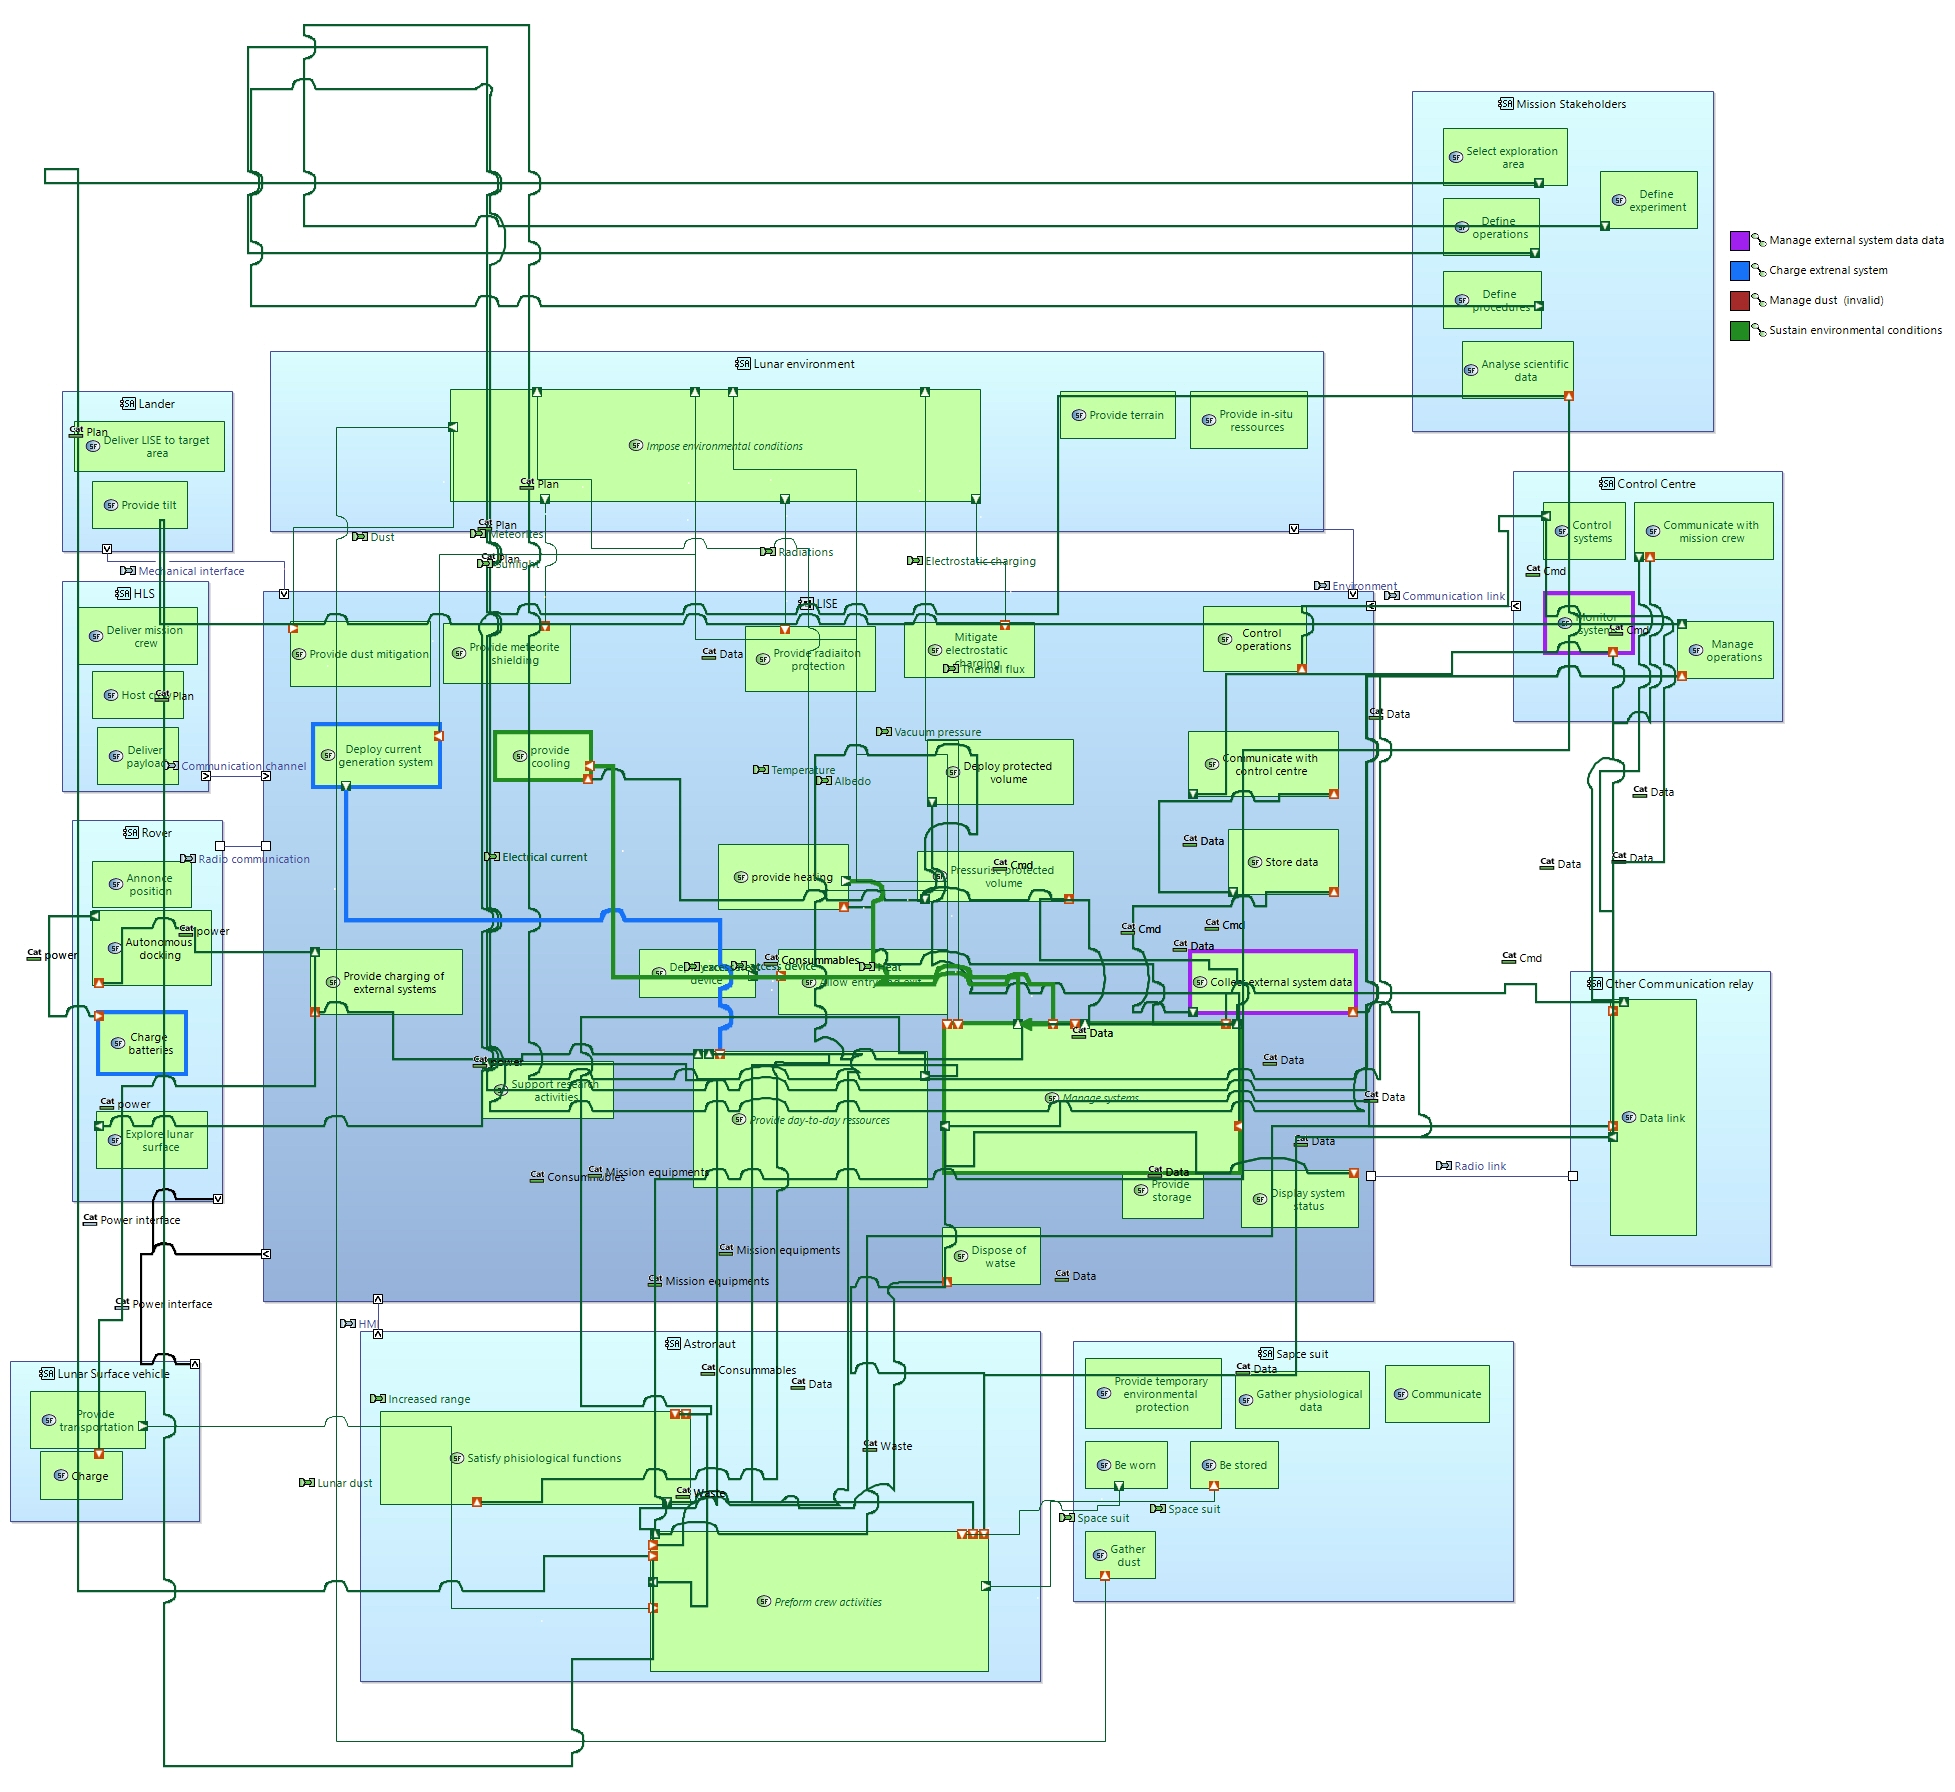 Mission Stakeholders
Select exploration
area
Define
experiment
Define
operations
Define
procedures
Analyse scientific
data
Manage external system data data
Charge extrenal system
Manage dust  (invalid)
Sustain environmental conditions
Lunar environment
Impose environmental conditions
Provide terrain
Provide in-situ
ressources
Lander
Plan
Deliver LISE to target
area
Provide tilt
Plan
Plan
Meteorites
Plan
Sunlight
Dust
Radiations
Electrostatic charging
Mechanical interface
Environment
Communication link
Control Centre
Control
systems
Communicate with
mission crew
Cmd
Monitor
system
Cmd
Manage
operations
HLS
Deliver mission
crew
Host crew
Plan
Deliver
payload
Communication channel
LISE
Provide dust mitigation
Provide meteorite
shielding
Data
Provide radiaiton
protection
Mitigate
electrostatic
charging
Thermal flux
Control
operations
Data
Deploy current
generation system
provide
cooling
Vacuum pressure
Temperature
Albedo
Deploy protected
volume
Communicate with
control centre
Data
Data
Data
Data
Rover
Radio communication
Annonce
position
Electrical current
provide heating
Cmd
Pressurise protected
volume
Data
Store data
Autonomous
docking
power
power
Cmd
Cmd
Data
Cmd
Provide charging of
external systems
device
access device
Consummables
Allow entry and exit
Heat
Collect external system data
Other Communication relay
Charge
batteries
Data
Data
Data
power
Support research
activities
Provide day-to-day ressources
Manage systems
Data link
power
Explore lunar
surface
Data
Consummables
Mission equipments
Data
Provide
storage
Display system
status
Radio link
Power interface
Mission equipments
Dispose of
watse
Mission equipments
Data
Power interface
HMI
Astronaut
Consummables
Data
Increased range
Satisfy phisiological functions
Waste
Waste
Lunar dust
Preform crew activities
Lunar Surface vehicle
Provide
transportation
Charge
Sapce suit
Data
Provide temporary
environmental
protection
Gather physiological
data
Communicate
Be worn
Be stored
Space suit
Space suit
Gather
dust